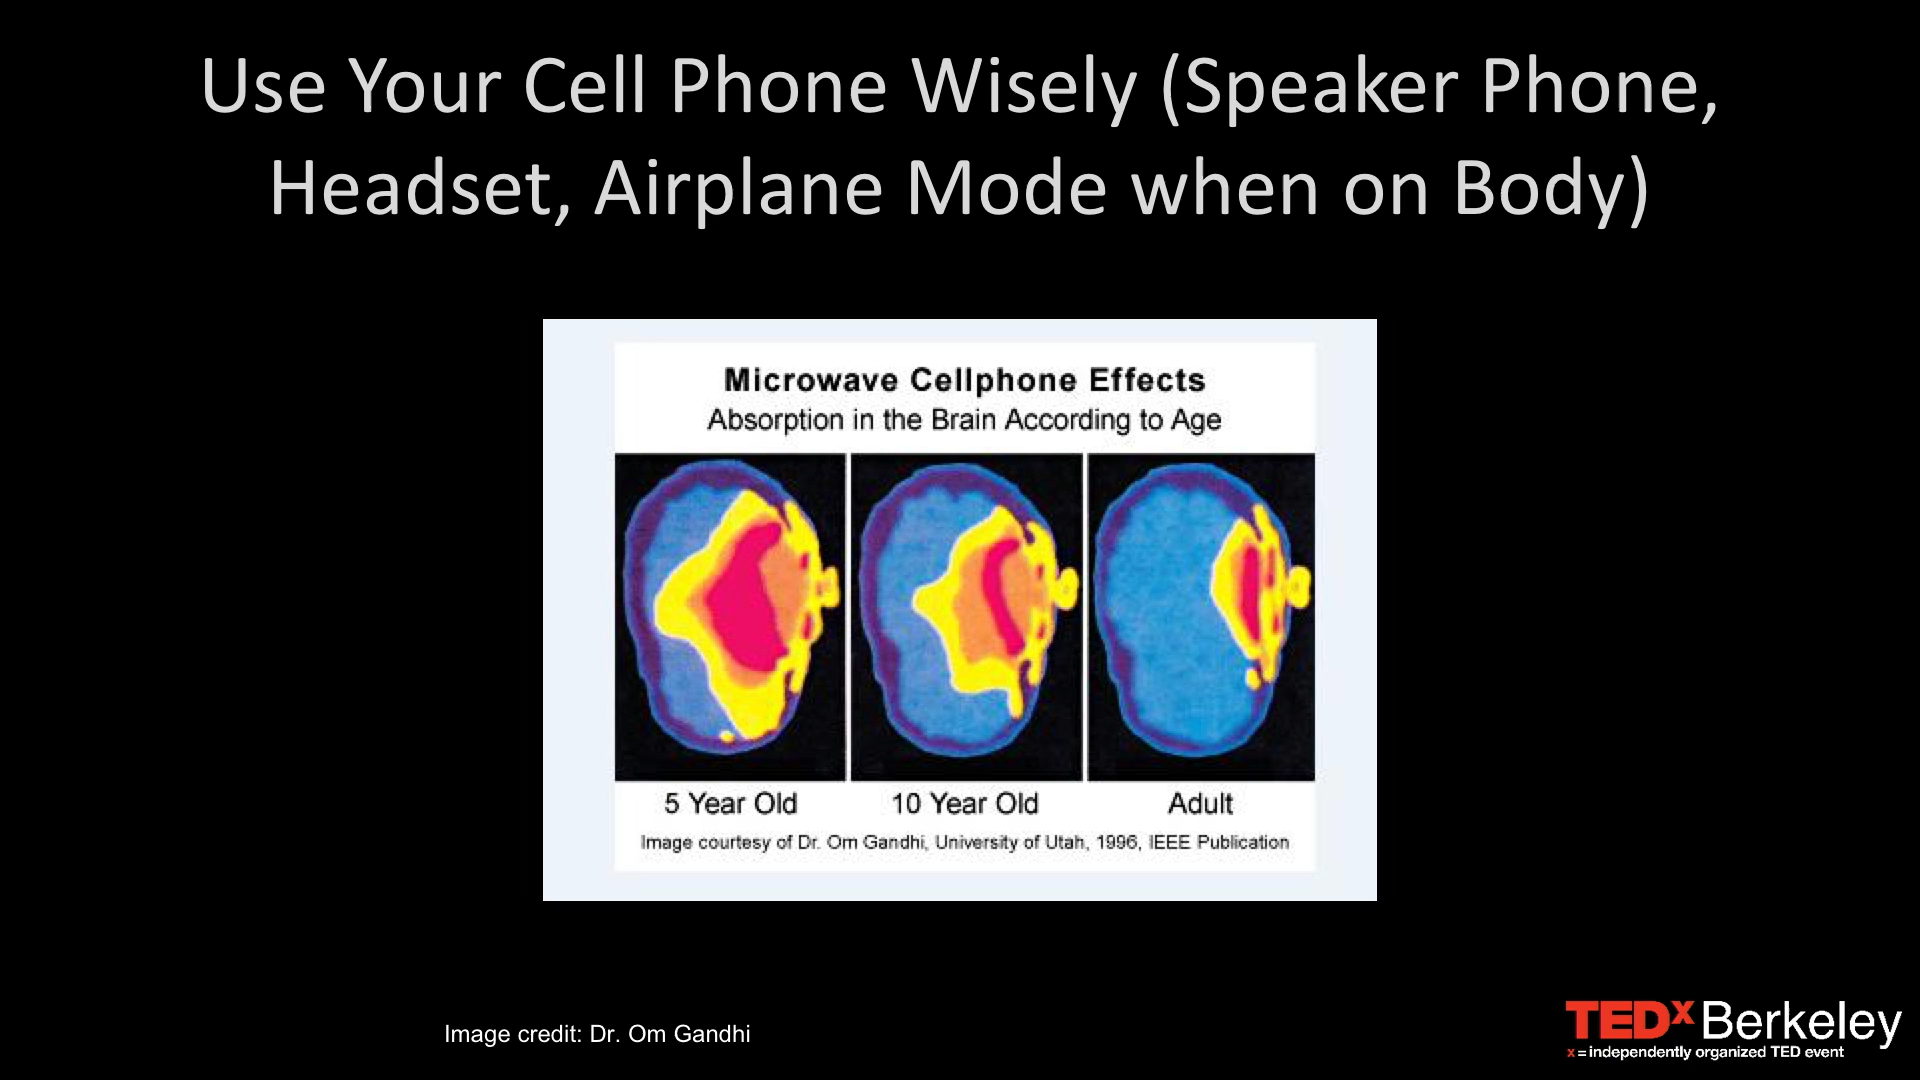 Use Your Cell Phone Wisely (Speaker Phone,
Headset, Airplane Mode when on Body)
Microwave Cellphone Effects
Absorption in the Brain According to Age
5 Year Old
10 Year Old
Adult
Image courtesy of Dr. Om Gandhi, University of Utah, 1996, IEEE Publication
Image credit: Dr. Om Gandhi
TEDx Berkeley
x = independently organized TED event